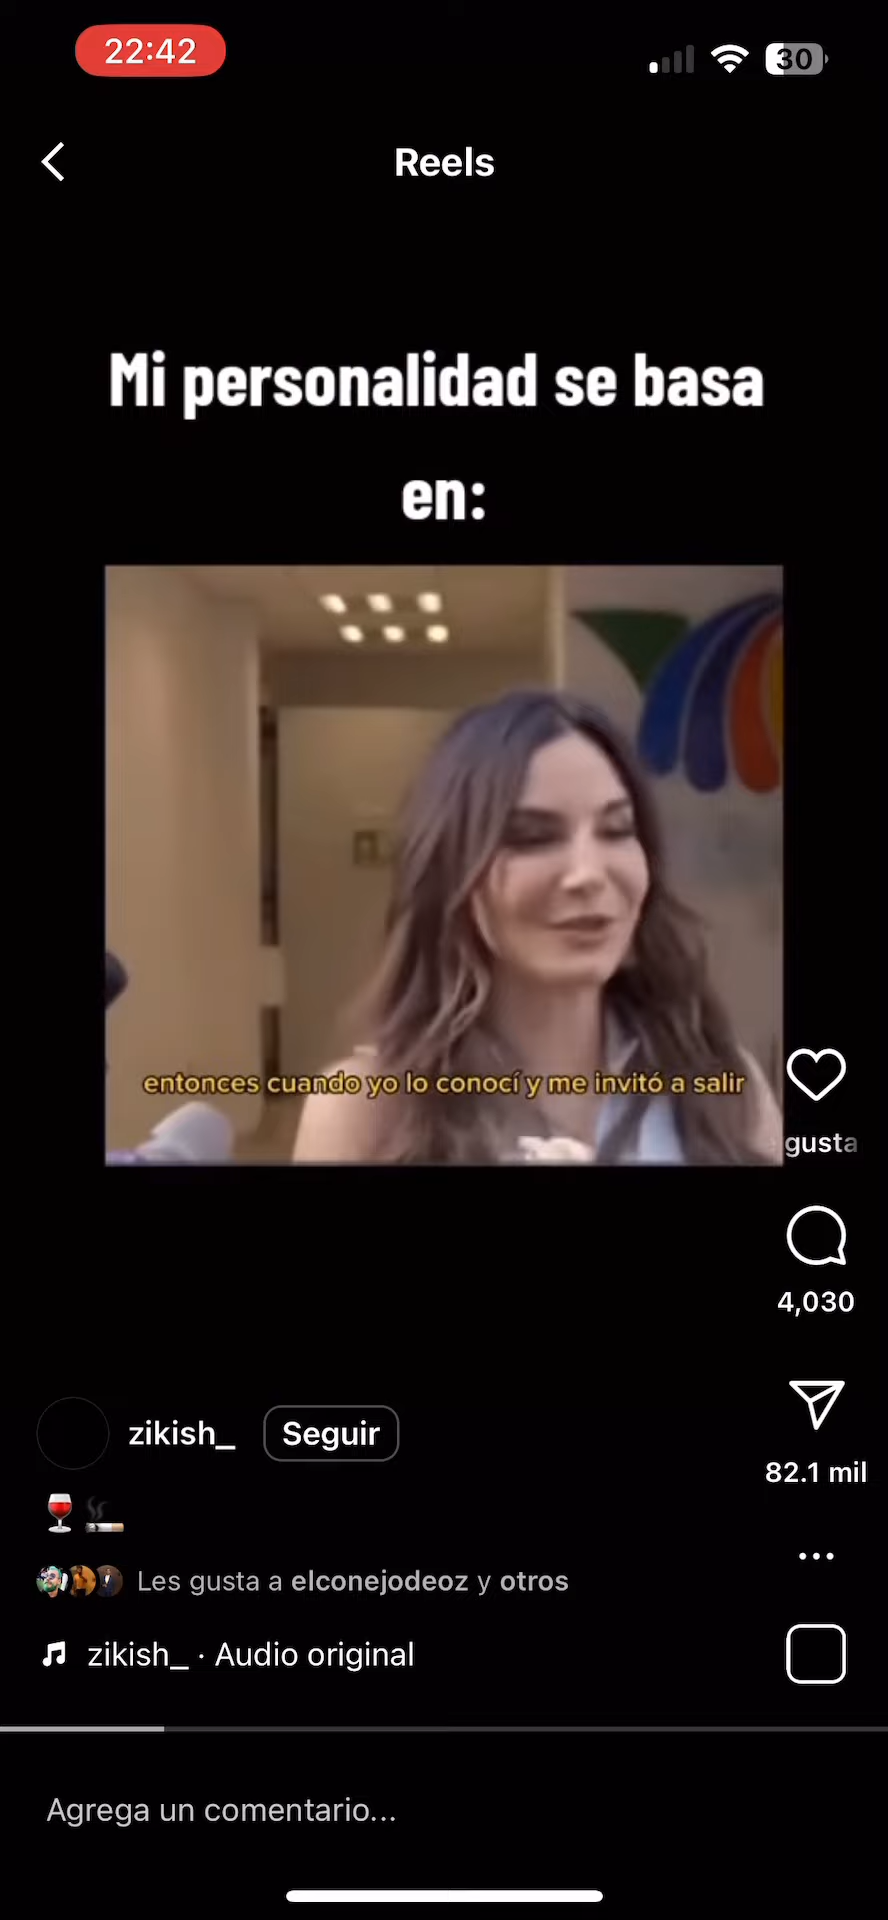 22:42
30
Reels
Mi personalidad se basa
en:
entonces cuando yo lo conocí y me invitó a salir
gusta
4,030
82.1 mil
zikish_
Seguir
Les gusta a elconejodeoz y otros
zikish_ · Audio original
Agrega un comentario...